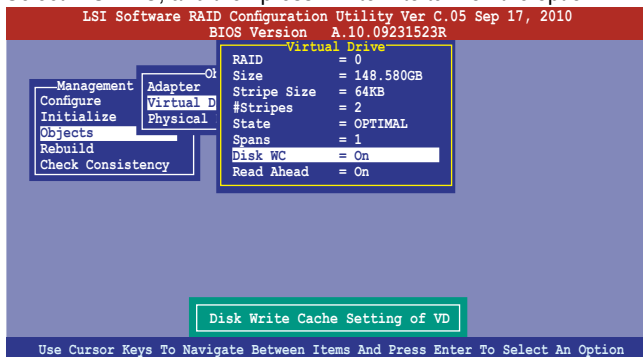 LSI Software RAID Configuration Utility Ver C.05 Sep 17, 2010
BIOS Version A.10.09231523R
Virtual Drive
RAID = 0
Size = 148.580GB
Stripe Size = 64KB
#Stripes = 2
State = OPTIMAL
Spans = 1
Disk WC = On
Read Ahead = On
Adapter
Virtual D
Physical
Management
Configure
Initialize
Objects
Rebuild
Check Consistency
Disk Write Cache Setting of VD
Use Cursor Keys To Navigate Between Items And Press Enter To Select An Option